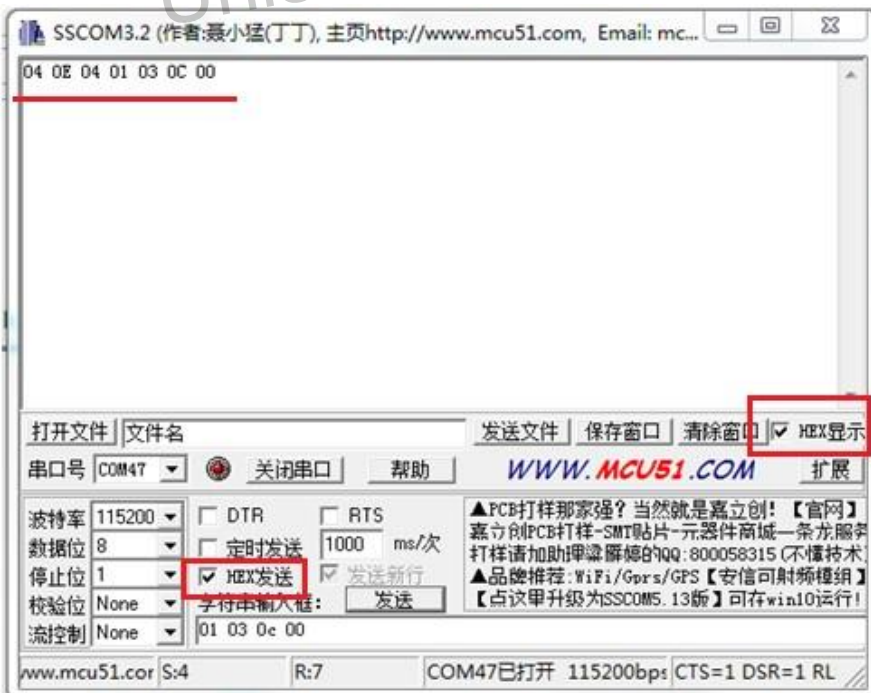 SSCOM3.2 (作者:聂小猛(丁丁), 主页http://www.mcu51.com, Email: mc...
04 0E 04 01 03 0C 00
打开文件 文件名 发送文件 保存窗口 清除窗口 HEX显示
串口号 COM47 关闭串口 帮助 WWW.MCU51.COM 扩展
波特率 115200 DTR RTS
数据位 8 定时发送 1000 ms/次
停止位 1 HEX发送 发送新行
校验位 None 字符串输入框: 发送
流控制 None 01 03 0c 00
▲PCB打样那家强?当然就是嘉立创!【官网】
嘉立创PCB打样-SMT贴片-元器件商城—条龙服务
打样请加助理梁 QQ:800058315(不懂技术
▲品牌推荐:WiFi/Gprs/GPS【安信可射频模组】
【点这里升级为SSCOM5.13版】可在win10运行!
www.mcu51.cor S:4 R:7 COM47已打开 115200bps CTS=1 DSR=1 RL